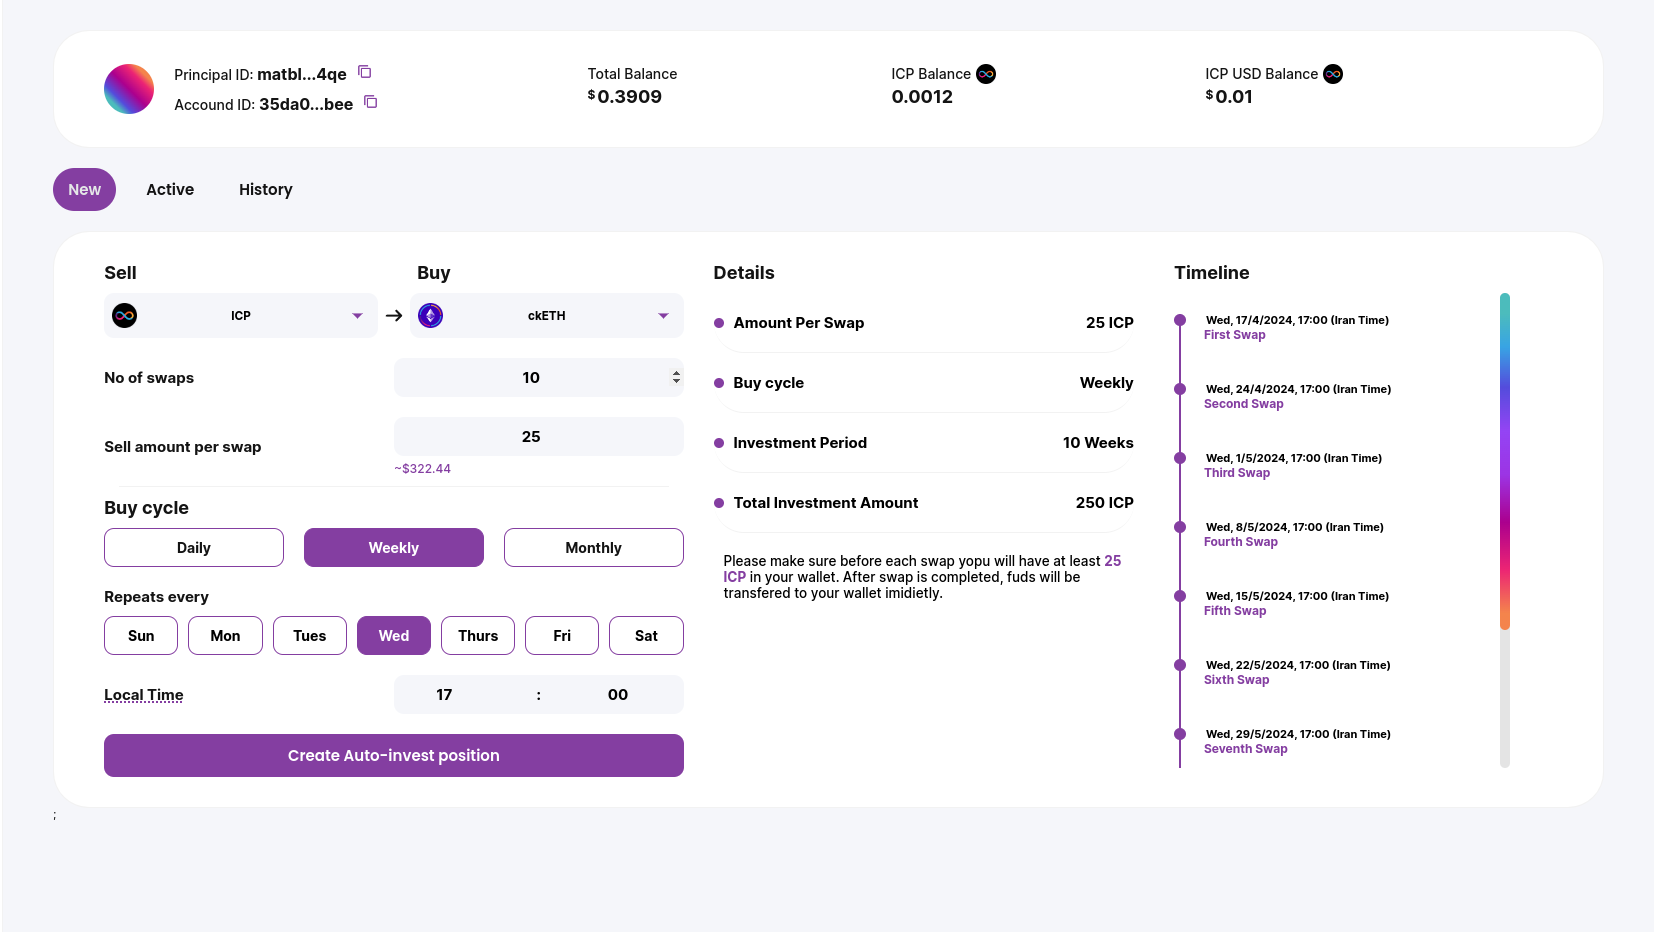 Principal ID: matbl...4qe
Accound ID: 35da0...bee
Total Balance
$0.3909
ICP Balance
0.0012
ICP USD Balance
$0.01
New
Active
History
Sell
Buy
ICP
ckETH
No of swaps
10
Sell amount per swap
25
~$322.44
Buy cycle
Daily
Weekly
Monthly
Repeats every
Sun
Mon
Tues
Wed
Thurs
Fri
Sat
Local Time
17 : 00
Create Auto-invest position
Details
Amount Per Swap 25 ICP
Buy cycle Weekly
Investment Period 10 Weeks
Total Investment Amount 250 ICP
Please make sure before each swap yopu will have at least 25
ICP in your wallet. After swap is completed, fuds will be
transfered to your wallet imidietly.
Timeline
Wed, 17/4/2024, 17:00 (Iran Time)
First Swap
Wed, 24/4/2024, 17:00 (Iran Time)
Second Swap
Wed, 1/5/2024, 17:00 (Iran Time)
Third Swap
Wed, 8/5/2024, 17:00 (Iran Time)
Fourth Swap
Wed, 15/5/2024, 17:00 (Iran Time)
Fifth Swap
Wed, 22/5/2024, 17:00 (Iran Time)
Sixth Swap
Wed, 29/5/2024, 17:00 (Iran Time)
Seventh Swap
;